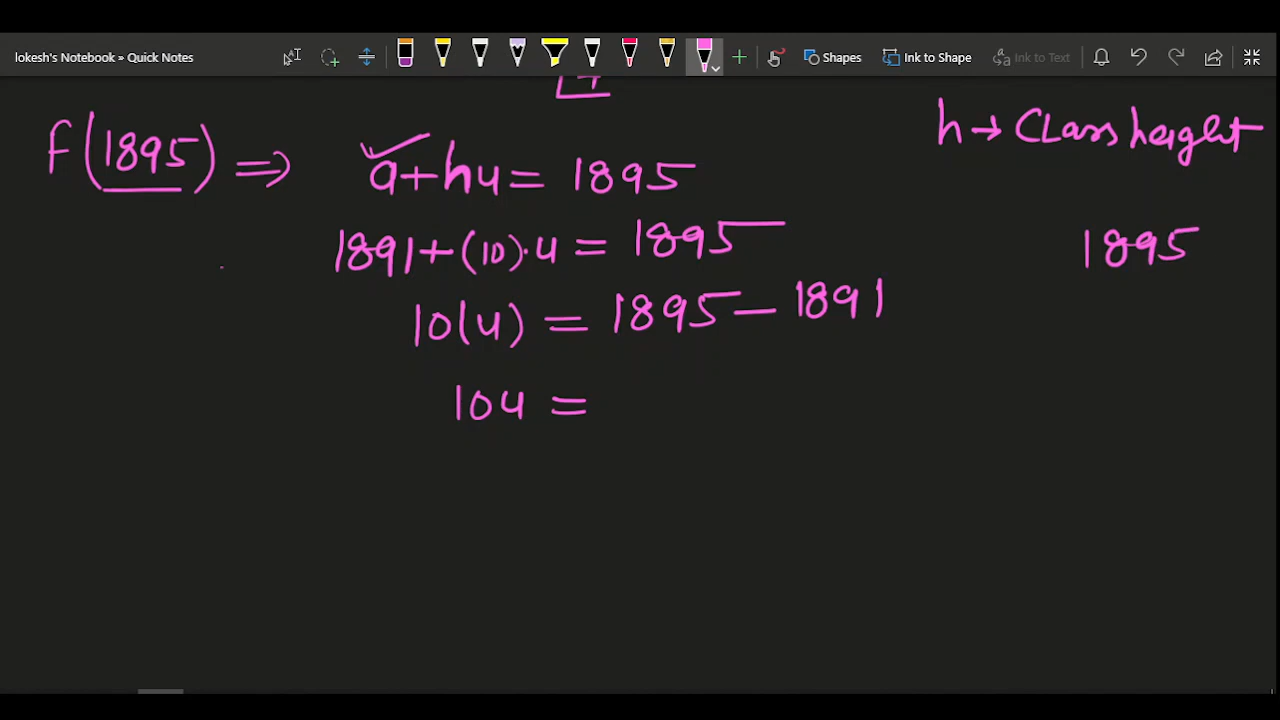 lokesh's Notebook » Quick Notes
Shapes
Ink to Shape
Ink to Text
f(1895) ⇒ a+hu = 1895
h → Class height
1891+(10)·u = 1895
1895
10(u) = 1895 – 1891
10u =